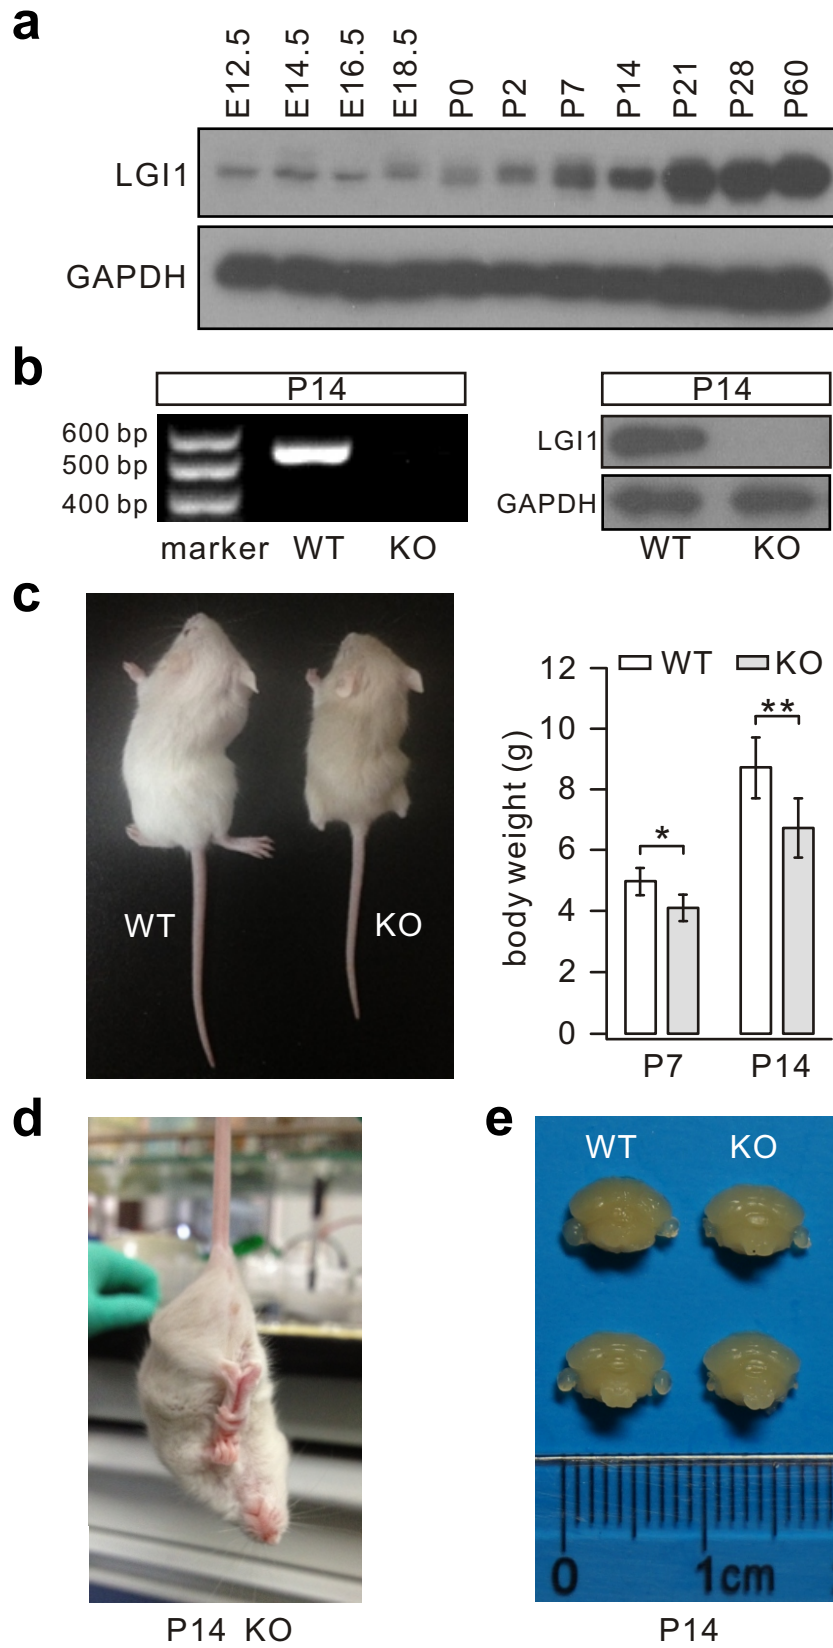 a
E12.5 E14.5 E16.5 E18.5 P0 P2 P7 P14 P21 P28 P60
LGI1
GAPDH
b
P14
600 bp
500 bp
400 bp
marker WT KO
P14
LGI1
GAPDH
WT KO
c
WT
KO
WT KO
body weight (g)
12
10
8
6
4
2
0
*
**
P7 P14
d
P14 KO
e
WT KO
0 1cm
P14